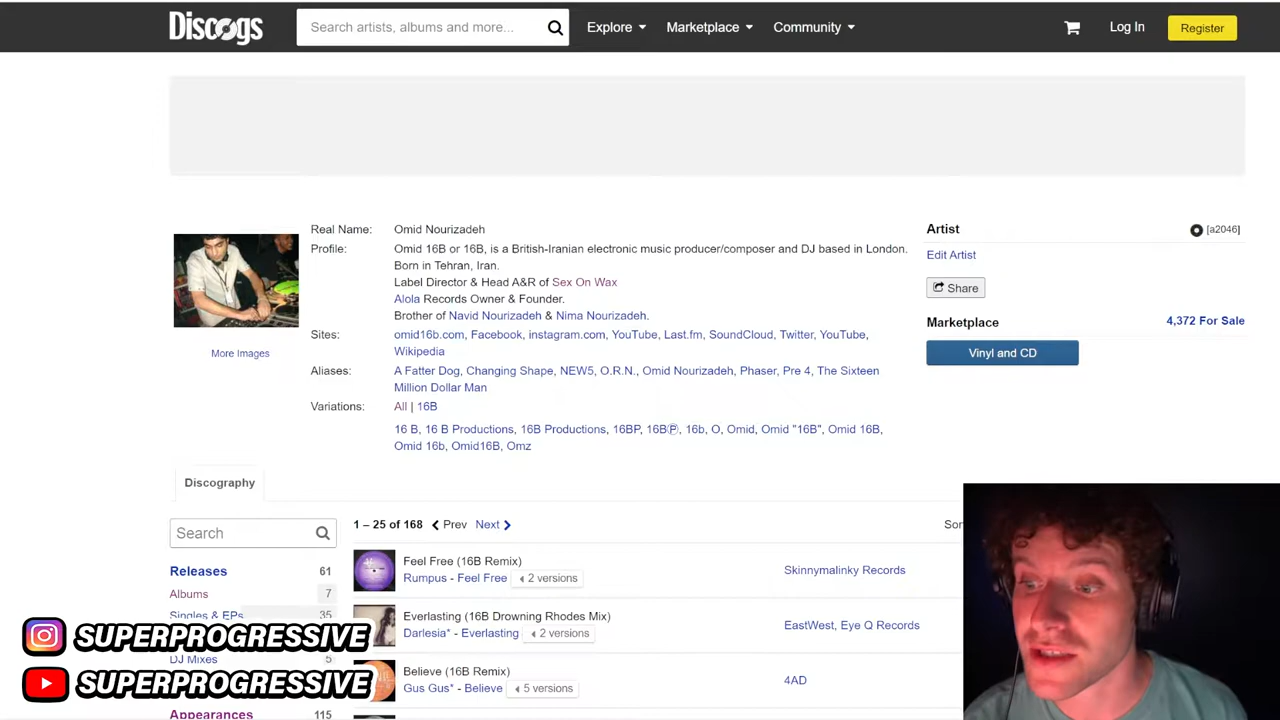 Discogs
Search artists, albums and more...
Explore
Marketplace
Community
Log In
Register
Real Name:
Omid Nourizadeh
Profile:
Omid 16B or 16B, is a British-Iranian electronic music producer/composer and DJ based in London.
Born in Tehran, Iran.
Label Director & Head A&R of Sex On Wax
Alola Records Owner & Founder.
Brother of Navid Nourizadeh & Nima Nourizadeh.
Sites:
omid16b.com, Facebook, instagram.com, YouTube, Last.fm, SoundCloud, Twitter, YouTube,
Wikipedia
Aliases:
A Fatter Dog, Changing Shape, NEW5, O.R.N., Omid Nourizadeh, Phaser, Pre 4, The Sixteen
Million Dollar Man
Variations:
All | 16B
16 B, 16 B Productions, 16B Productions, 16BP, 16BⓅ, 16b, O, Omid, Omid "16B", Omid 16B,
Omid 16b, Omid16B, Omz
More Images
Artist
[a2046]
Edit Artist
Share
Marketplace
4,372 For Sale
Vinyl and CD
Discography
Search
Releases 61
Albums 7
Singles & EPs 35
DJ Mixes 5
Appearances 115
1 – 25 of 168
Prev
Next
Sor
Feel Free (16B Remix)
Rumpus - Feel Free
2 versions
Skinnymalinky Records
Everlasting (16B Drowning Rhodes Mix)
Darlesia* - Everlasting
2 versions
EastWest, Eye Q Records
Believe (16B Remix)
Gus Gus* - Believe
5 versions
4AD
SUPERPROGRESSIVE
SUPERPROGRESSIVE